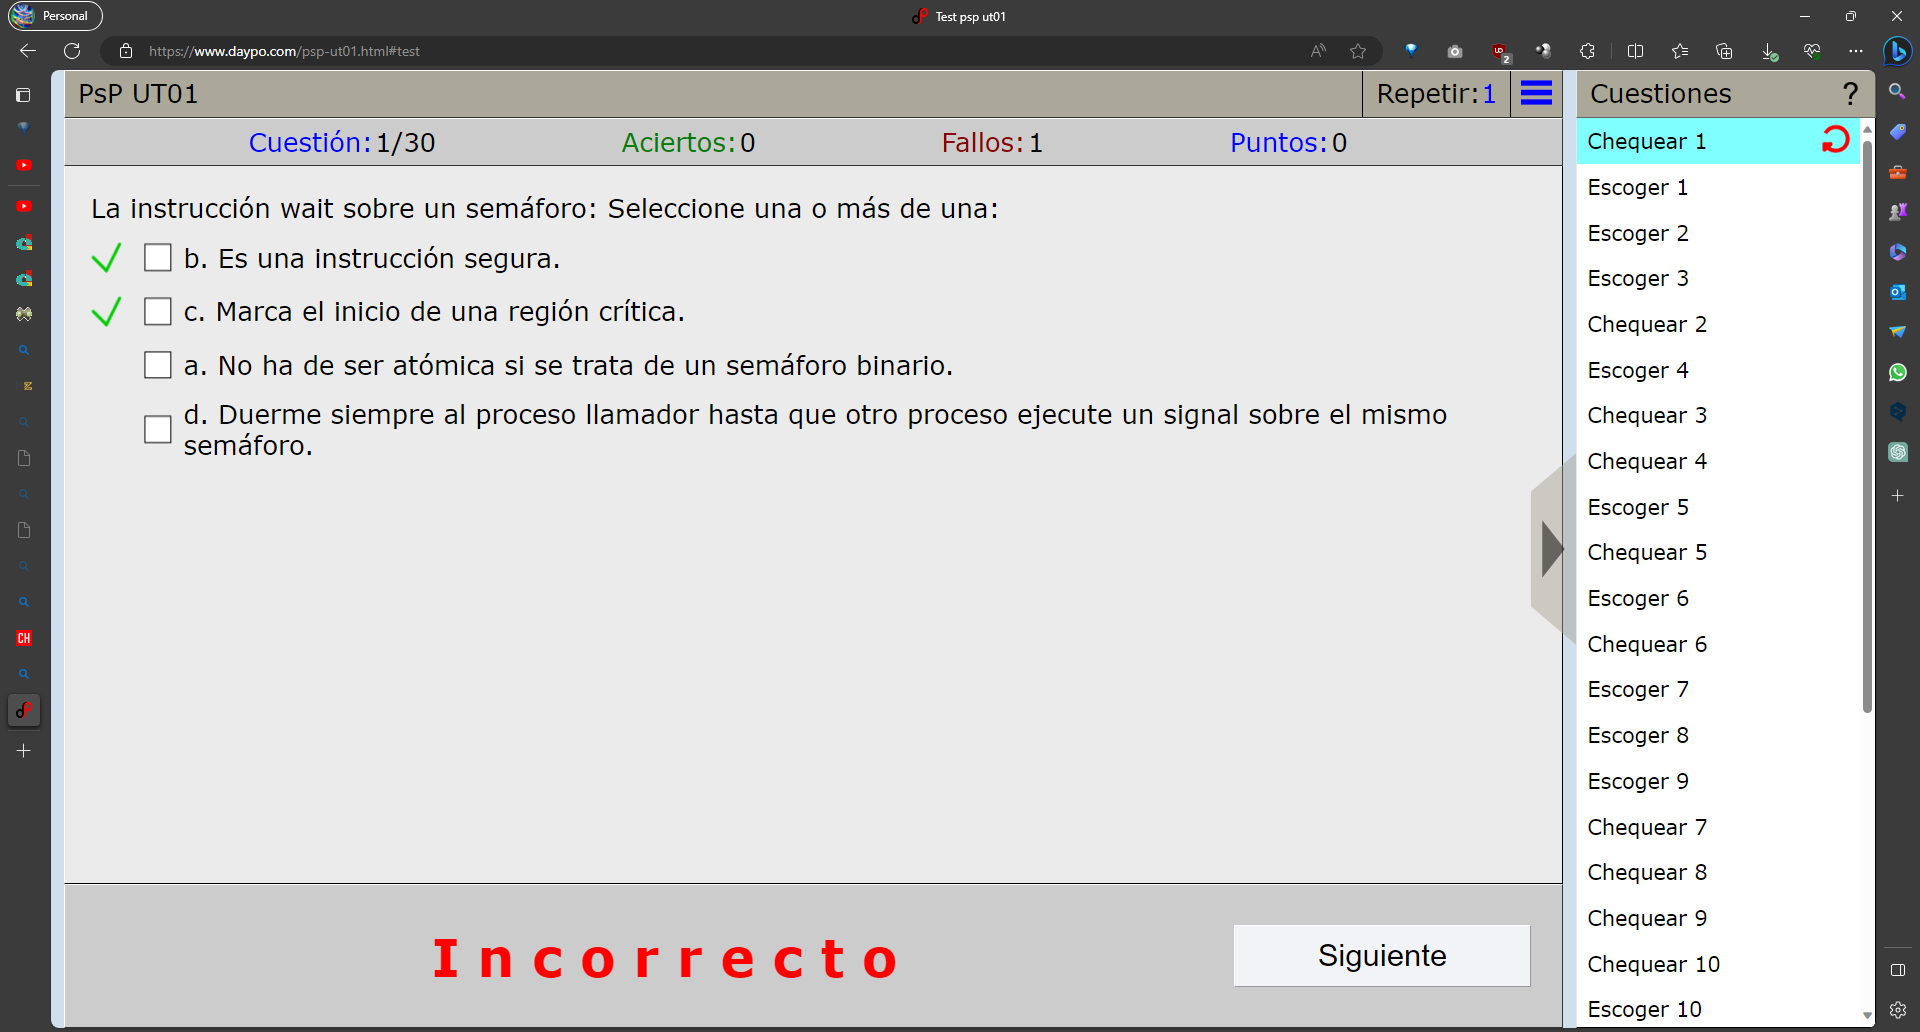 Personal
Test psp ut01
https://www.daypo.com/psp-ut01.html#test
PsP UT01
Repetir:1
Cuestiones
?
Cuestión:1/30
Aciertos:0
Fallos:1
Puntos:0
La instrucción wait sobre un semáforo: Seleccione una o más de una:
b. Es una instrucción segura.
c. Marca el inicio de una región crítica.
a. No ha de ser atómica si se trata de un semáforo binario.
d. Duerme siempre al proceso llamador hasta que otro proceso ejecute un signal sobre el mismo
semáforo.
Incorrecto
Siguiente
Chequear 1
Escoger 1
Escoger 2
Escoger 3
Chequear 2
Escoger 4
Chequear 3
Chequear 4
Escoger 5
Chequear 5
Escoger 6
Chequear 6
Escoger 7
Escoger 8
Escoger 9
Chequear 7
Chequear 8
Chequear 9
Chequear 10
Escoger 10
CH
2